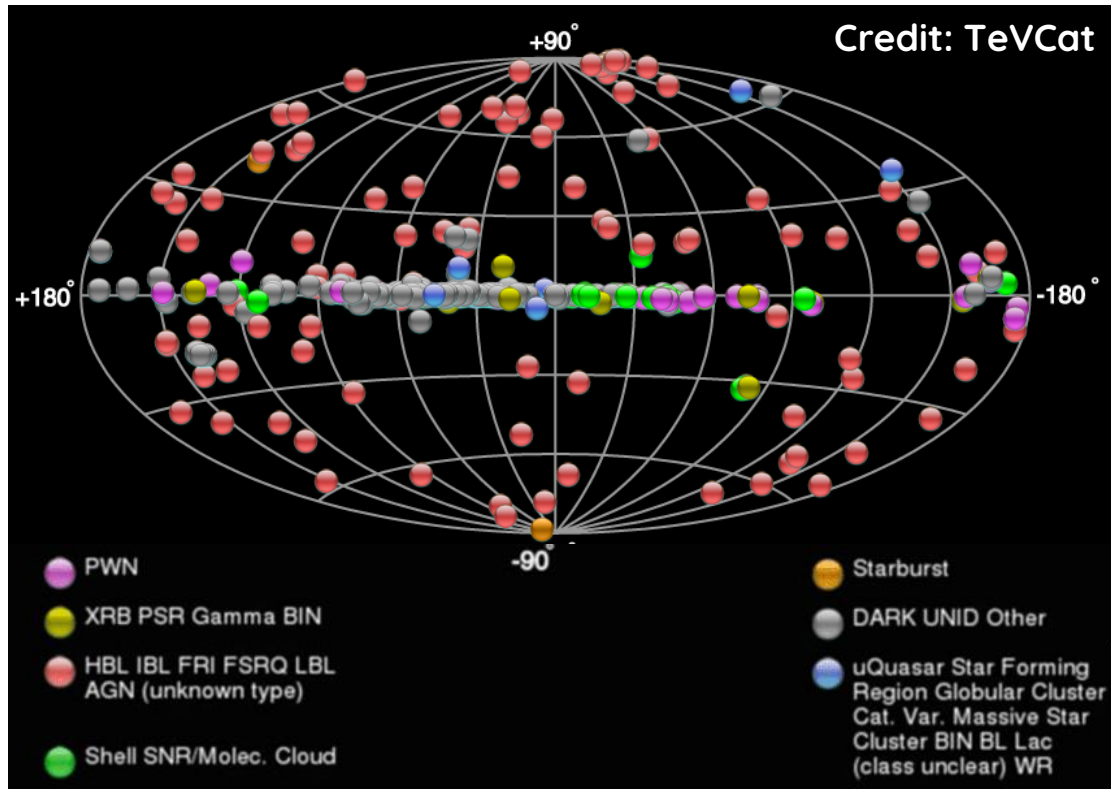 Credit: TeVCat
+90°
+180°
-180°
-90°
PWN
XRB PSR Gamma BIN
HBL IBL FRI FSRQ LBL
AGN (unknown type)
Shell SNR/Molec. Cloud
Starburst
DARK UNID Other
uQuasar Star Forming
Region Globular Cluster
Cat. Var. Massive Star
Cluster BIN BL Lac
(class unclear) WR